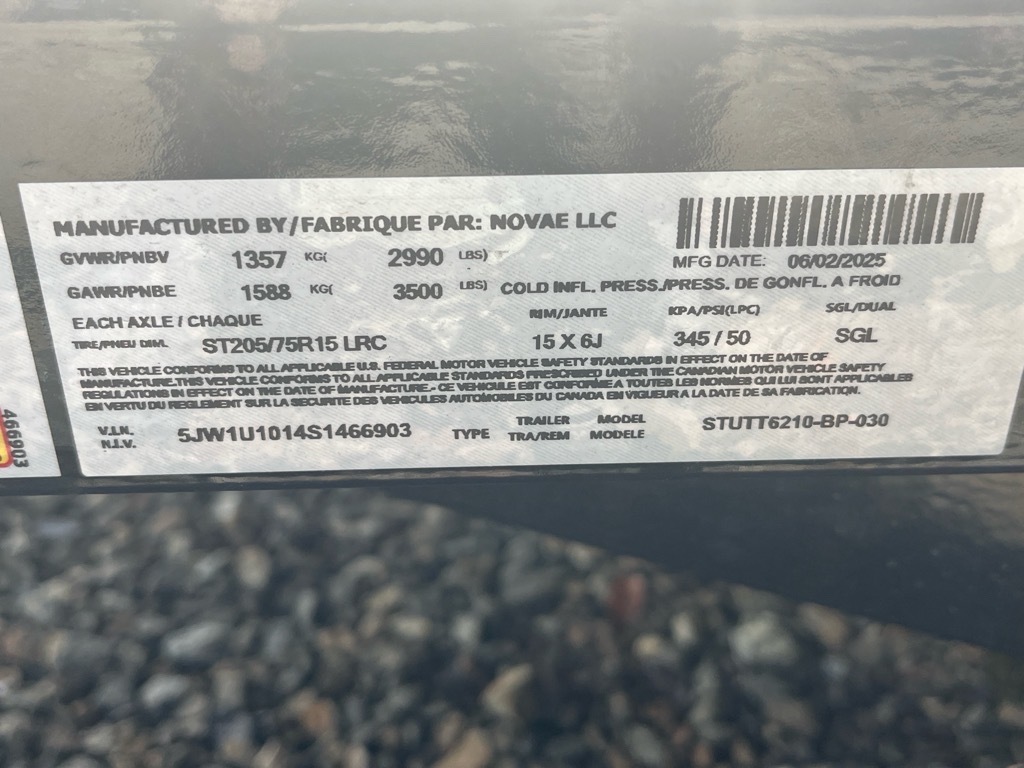 MANUFACTURED BY/FABRIQUE PAR: NOVAE LLC
GVWR/PNBV 1357 KG( 2990 LBS)
MFG DATE: 06/02/2025
GAWR/PNBE 1588 KG( 3500 LBS) COLD INFL. PRESS./PRESS. DE GONFL. A FROID
EACH AXLE / CHAQUE RIM/JANTE KPA/PSI(LPC) SGL/DUAL
TIRE/PNEU DIM. ST205/75R15 LRC 15 X 6J 345 / 50 SGL
THIS VEHICLE CONFORMS TO ALL APPLICABLE U.S. FEDERAL MOTOR VEHICLE SAFETY STANDARDS IN EFFECT ON THE DATE OF
MANUFACTURE.THIS VEHICLE CONFORMS TO ALL APPLICABLE STANDARDS PRESCRIBED UNDER THE CANADIAN MOTOR VEHICLE SAFETY
REGULATIONS IN EFFECT ON THE DATE OF MANUFACTURE.- CE VEHICULE EST CONFORME A TOUTES LES NORMES QUI LUI SONT APPLICABLES
EN VERTU DU REGLEMENT SUR LA SECURITE DES VEHICULES AUTOMOBILES DU CANADA EN VIGUEUR A LA DATE DE SA FABRICATION.
V.I.N. 5JW1U1014S1466903 TYPE TRAILER MODEL STUTT6210-BP-030
N.I.V. TRA/REM MODELE
466903